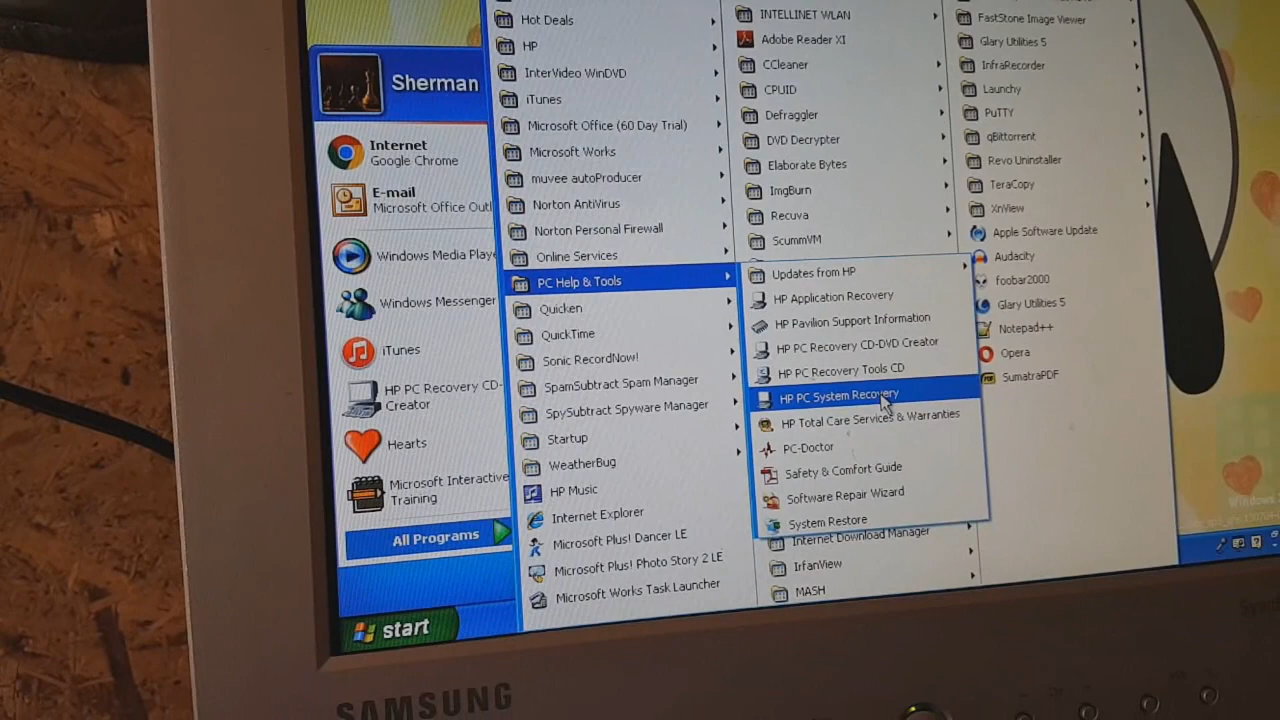 Sherman
Internet
Google Chrome
E-mail
Microsoft Office Outl
Windows Media Playe
Windows Messenger
iTunes
HP PC Recovery CD-
Creator
Hearts
Microsoft Interactive
Training
All Programs
start
Hot Deals
HP
InterVideo WinDVD
iTunes
Microsoft Office (60 Day Trial)
Microsoft Works
muvee autoProducer
Norton AntiVirus
Norton Personal Firewall
Online Services
PC Help & Tools
Quicken
QuickTime
Sonic RecordNow!
SpamSubtract Spam Manager
SpySubtract Spyware Manager
Startup
WeatherBug
HP Music
Internet Explorer
Microsoft Plus! Dancer LE
Microsoft Plus! Photo Story 2 LE
Microsoft Works Task Launcher
INTELLINET WLAN
Adobe Reader XI
CCleaner
CPUID
Defraggler
DVD Decrypter
Elaborate Bytes
ImgBurn
Recuva
ScummVM
Updates from HP
HP Application Recovery
HP Pavilion Support Information
HP PC Recovery CD-DVD Creator
HP PC Recovery Tools CD
HP PC System Recovery
HP Total Care Services & Warranties
PC-Doctor
Safety & Comfort Guide
Software Repair Wizard
System Restore
Internet Download Manager
IrfanView
MASH
FastStone Image Viewer
Glary Utilities 5
InfraRecorder
Launchy
PuTTY
qBittorrent
Revo Uninstaller
TeraCopy
XnView
Apple Software Update
Audacity
foobar2000
Glary Utilities 5
Notepad++
Opera
SumatraPDF
Windows
SAMSUNG